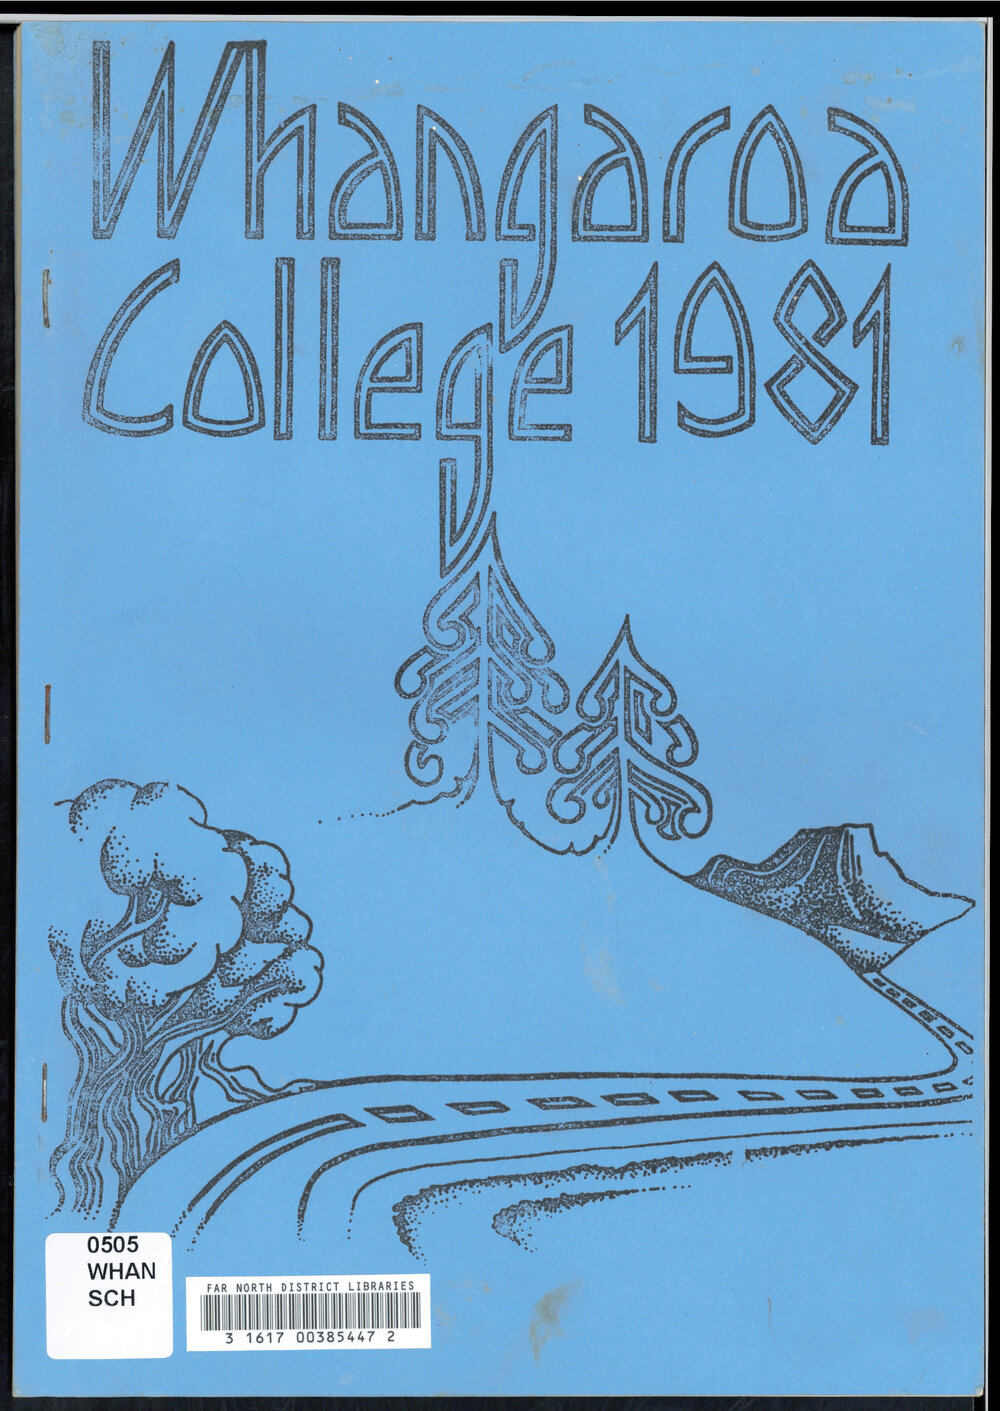 Whangaroa
College 1981
0505
WHAN
SCH
FAR NORTH DISTRICT LIBRARIES
3 1617 00385447 2